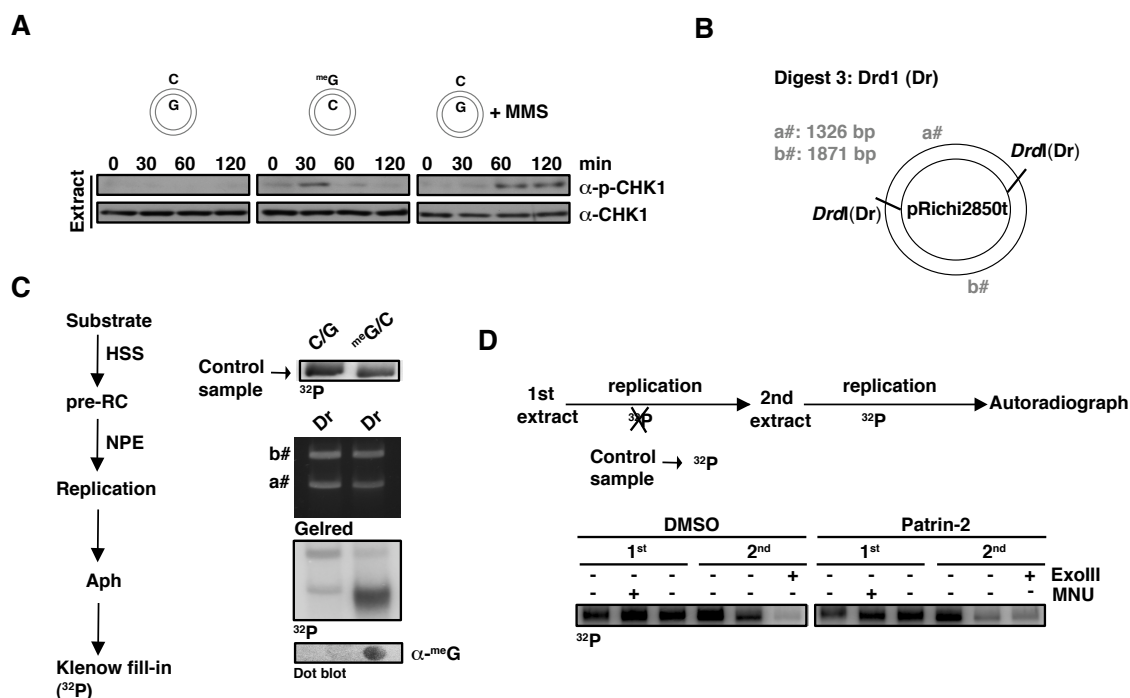 A
C
G
meG
C
C
G
+ MMS
0 30 60 120
0 30 60 120
0 30 60 120
min
Extract
α-p-CHK1
α-CHK1
B
Digest 3: Drd1 (Dr)
a#: 1326 bp
b#: 1871 bp
a#
DrdI(Dr)
DrdI(Dr)
pRichi2850t
b#
C
Substrate
HSS
pre-RC
NPE
Replication
Aph
Klenow fill-in
(32P)
C/G
meG/C
Control
sample
32P
Dr
Dr
b#
a#
Gelred
32P
α-meG
Dot blot
D
1st
extract
replication
32P
2nd
extract
replication
32P
Autoradiograph
Control
sample
32P
DMSO
Patrin-2
1st
2nd
1st
2nd
- - - - - + - - - - - + ExoIII
- + - - - - - + - - - - MNU
32P